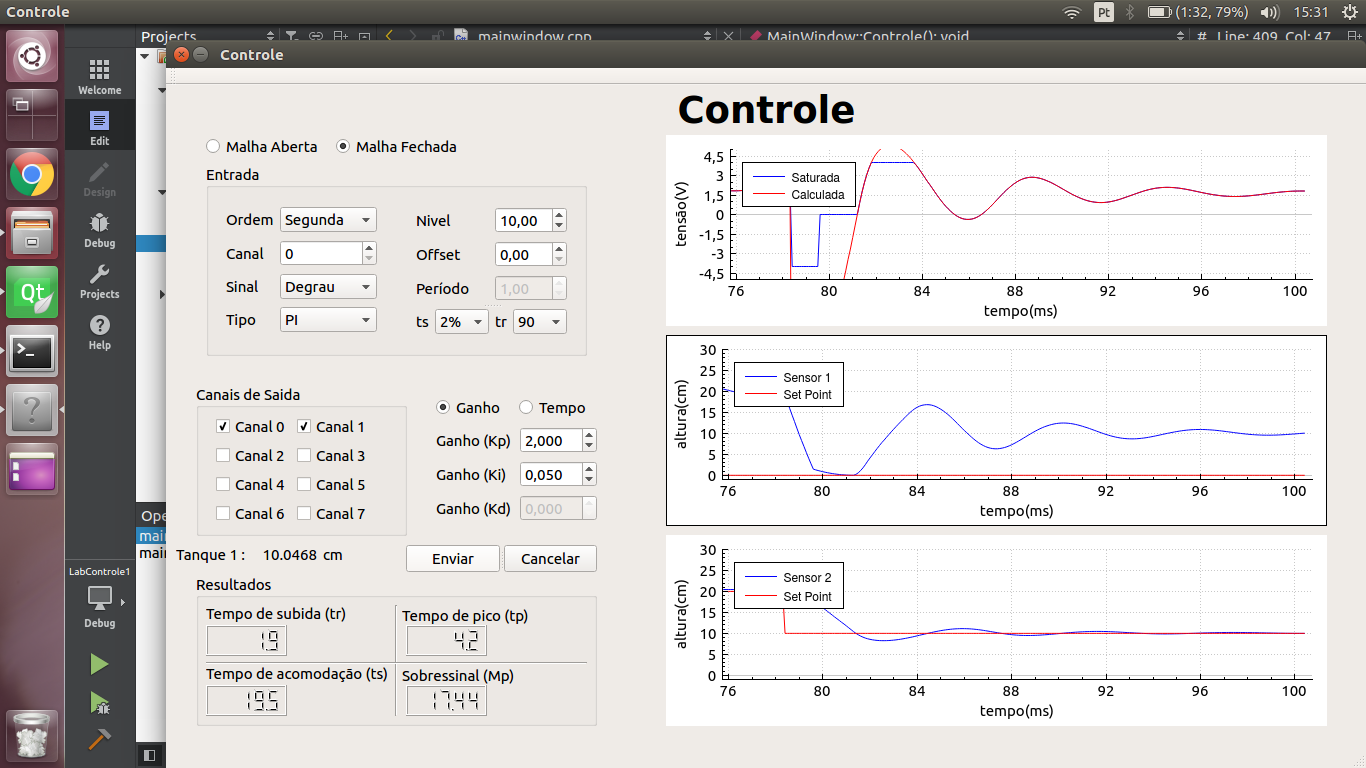 Controle
Pt
(1:32, 79%)
15:31
Projects
mainwindow.cpp
MainWindow::Controle(): void
# Line: 409, Col: 47
Controle
Welcome
Edit
Design
Debug
Projects
Help
LabControle1
Debug
Qt
Ope
main
main
Controle
Malha Aberta
Malha Fechada
Entrada
Ordem Segunda
Nivel 10,00
Canal 0
Offset 0,00
Sinal Degrau
Período 1,00
Tipo PI
ts 2% tr 90
Canais de Saida
Canal 0 Canal 1
Canal 2 Canal 3
Canal 4 Canal 5
Canal 6 Canal 7
Ganho Tempo
Ganho (Kp) 2,000
Ganho (Ki) 0,050
Ganho (Kd) 0,000
Tanque 1 : 10.0468 cm
Enviar Cancelar
Resultados
Tempo de subida (tr)
1.9
Tempo de pico (tp)
4.2
Tempo de acomodação (ts)
19.5
Sobressinal (Mp)
17.44
tensão(V)
4,5
3
1,5
0
-1,5
-3
-4,5
Saturada
Calculada
76 80 84 88 92 96 100
tempo(ms)
altura(cm)
30
25
20
15
10
5
0
Sensor 1
Set Point
76 80 84 88 92 96 100
tempo(ms)
altura(cm)
30
25
20
15
10
5
0
Sensor 2
Set Point
76 80 84 88 92 96 100
tempo(ms)